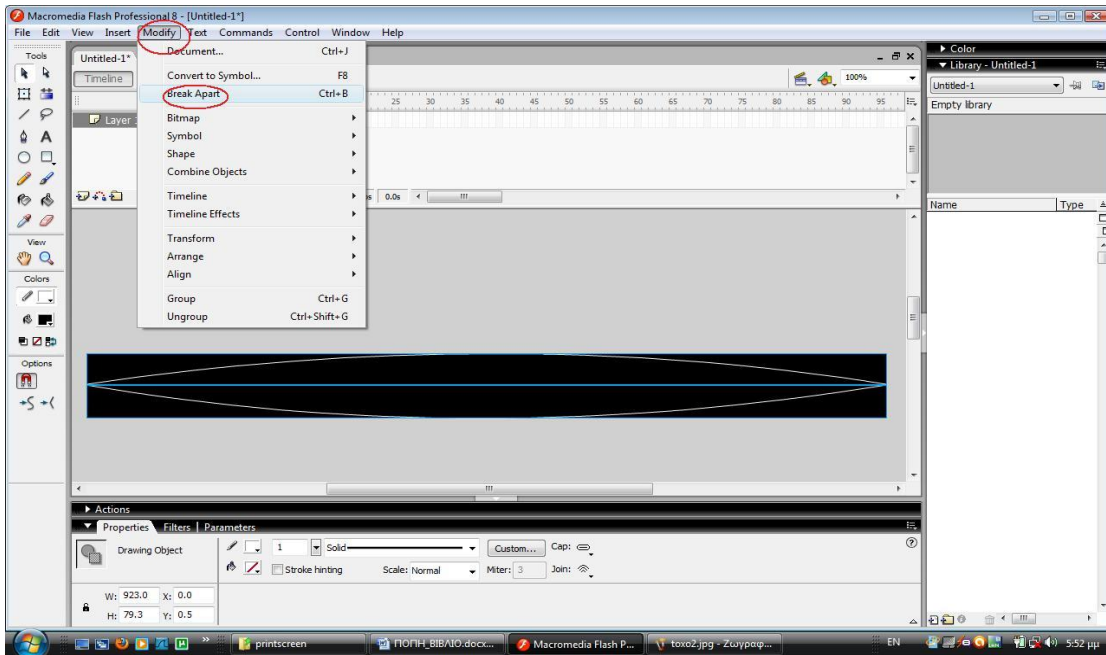 Macromedia Flash Professional 8 - [Untitled-1*]
File Edit View Insert Modify Text Commands Control Window Help
Tools
View
Colors
Options
Untitled-1*
Timeline
100%
25 30 35 40 45 50 55 60 65 70 75 80 85 90 95
Layer
0.0s
Document... Ctrl+J
Convert to Symbol... F8
Break Apart Ctrl+B
Bitmap
Symbol
Shape
Combine Objects
Timeline
Timeline Effects
Transform
Arrange
Align
Group Ctrl+G
Ungroup Ctrl+Shift+G
Color
Library - Untitled-1
Untitled-1
Empty library
Name Type
Actions
Properties Filters Parameters
Drawing Object
1 Solid Custom... Cap:
Stroke hinting Scale: Normal Miter: 3 Join:
W: 923.0 X: 0.0
H: 79.3 Y: 0.5
printscreen
ΠΟΠΗ_ΒΙΒΛΙΟ.docx...
Macromedia Flash P...
toxo2.jpg - Ζωγραφ...
EN
5:52 μμ